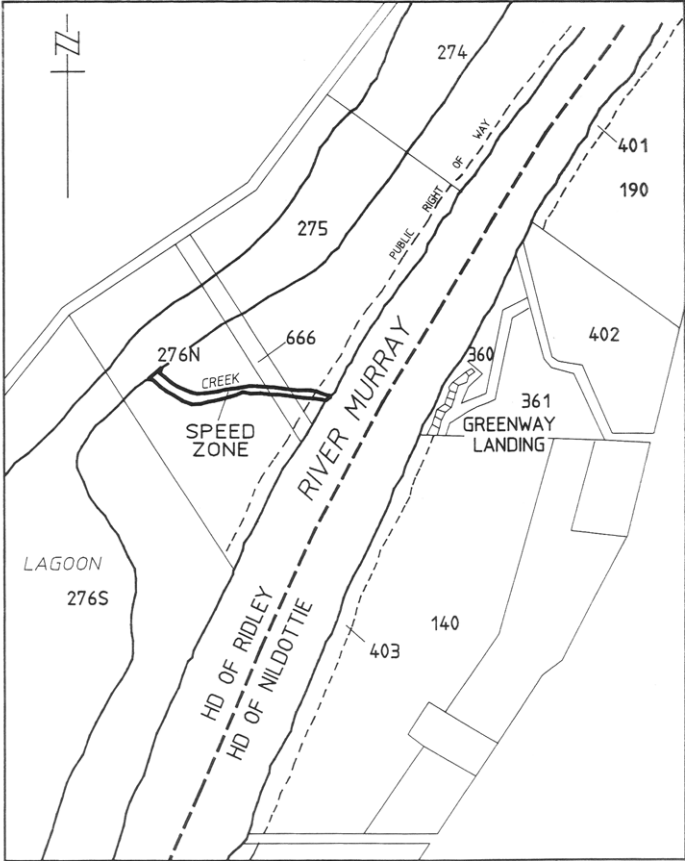 N
274
PUBLIC RIGHT OF WAY
401
190
275
666
402
276N
360
CREEK
361
SPEED
ZONE
GREENWAY
LANDING
RIVER MURRAY
LAGOON
276S
HD OF RIDLEY
HD OF NILDOTTIE
140
403